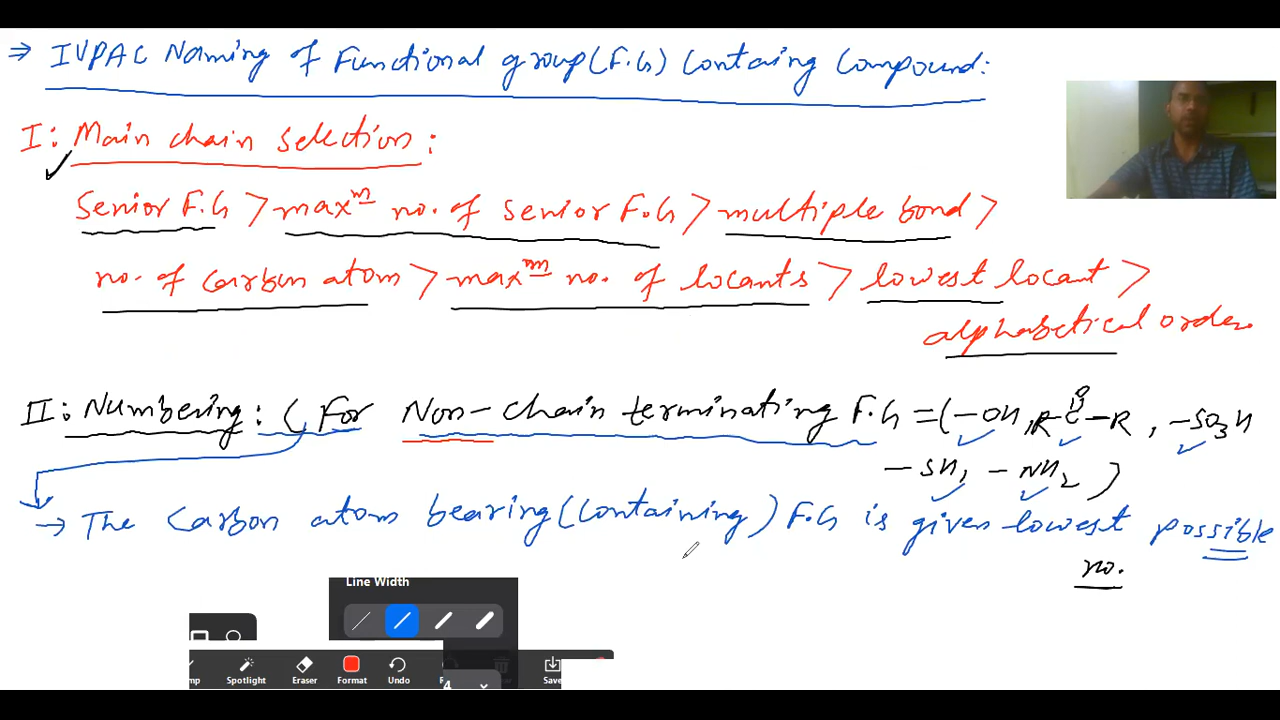 ⇒ IUPAC Naming of Functional group(F.G) Containg Compound:
I: Main chain selection:
Senior F.G > maxᵐ no. of senior F.G > multiple bond >
no. of carbon atom > maxᵐ no. of locants > lowest locant >
alphabetical order
II: Numbering: ( For Non-chain terminating F.G = (-OH, R-C-R, -SO3H
O
-SH, -NH2 )
→ The Carbon atom bearing (Containing) F.G is given lowest possible
no.
Line Width
Spotlight Eraser Format Undo Save
4